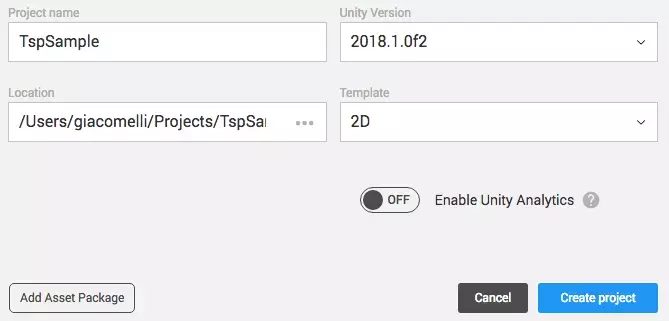 Project name
Unity Version
TspSample
2018.1.0f2
Location
Template
/Users/giacomelli/Projects/TspSa
2D
OFF
Enable Unity Analytics ?
Add Asset Package
Cancel
Create project